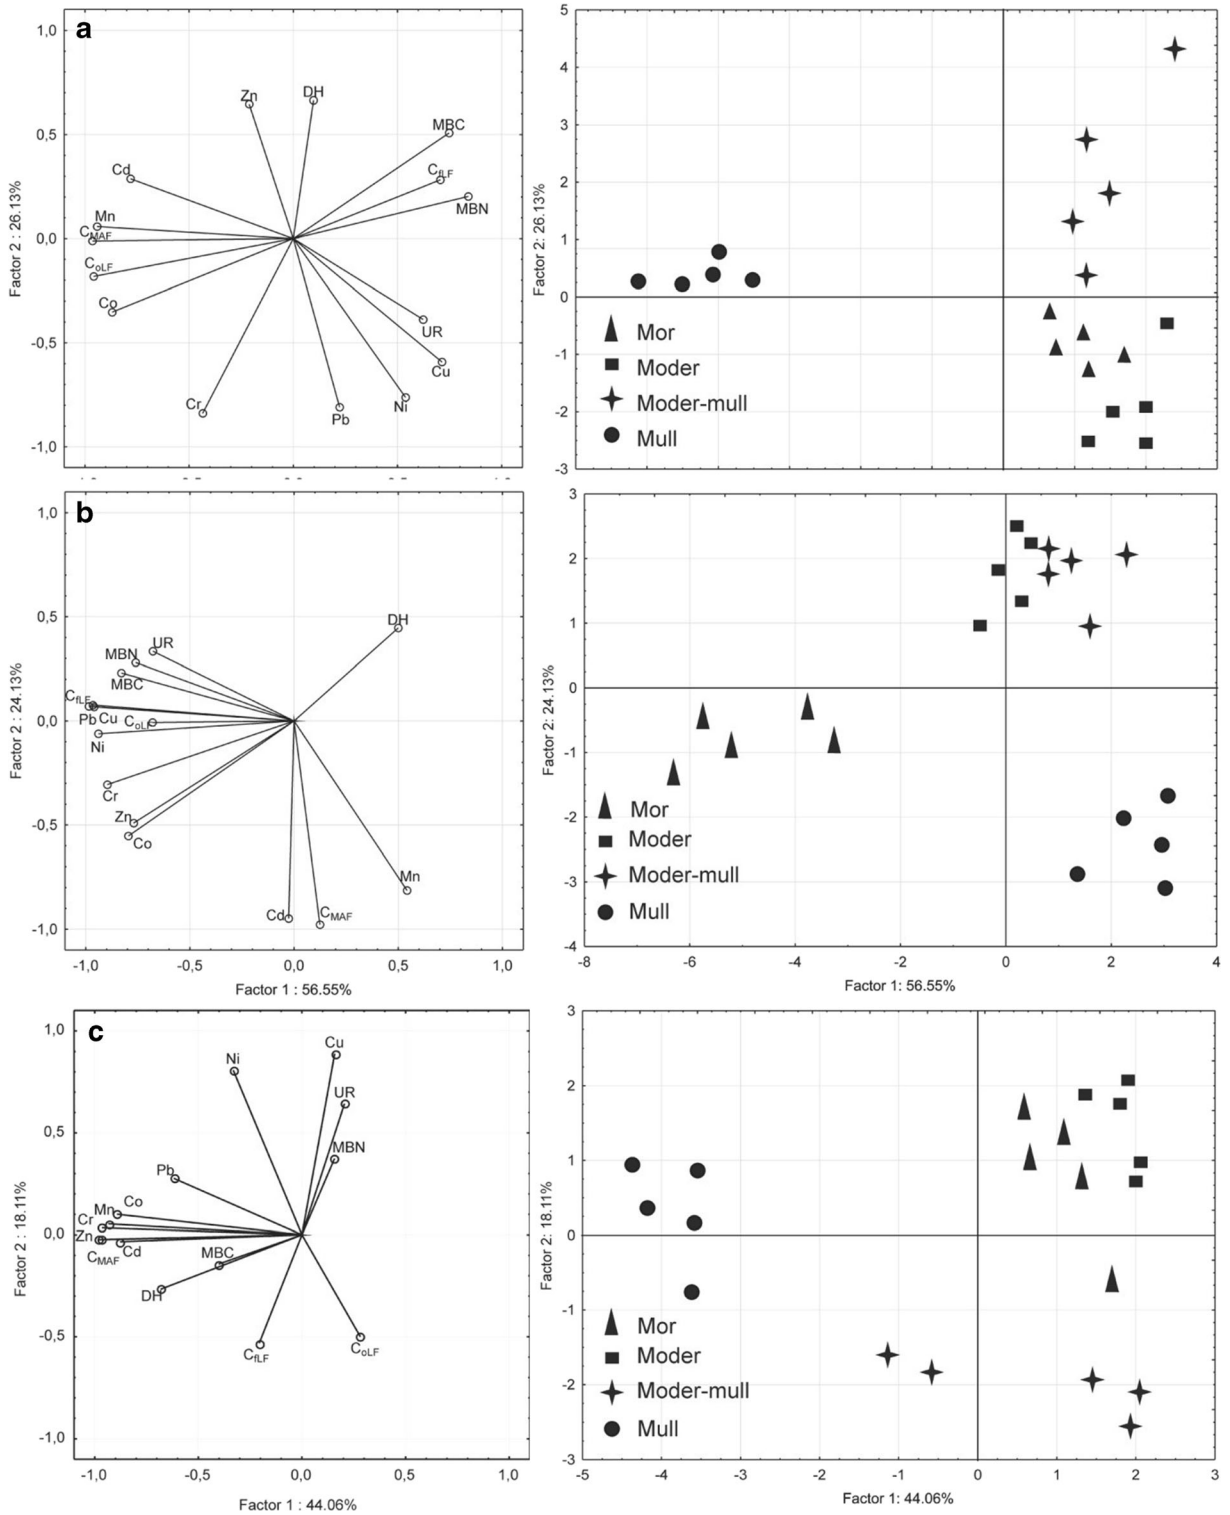 a
1,0
0,5
0,0
-0,5
-1,0
Factor 2 : 26.13%
Zn
DH
MBC
CfLF
MBN
Cd
Mn
CMAF
CoLF
Co
Cr
Pb
Ni
Cu
UR
5
4
3
2
1
0
-1
-2
-3
Factor 2: 26.13%
Mor
Moder
Moder-mull
Mull
b
1,0
0,5
0,0
-0,5
-1,0
Factor 2 : 24.13%
DH
UR
MBN
MBC
CfLF
Pb Cu CoLF
Ni
Cr
Zn
Co
Cd
CMAF
Mn
-1,0 -0,5 0,0 0,5 1,0
Factor 1 : 56.55%
3
2
1
0
-1
-2
-3
-4
Factor 2: 24.13%
Mor
Moder
Moder-mull
Mull
-8 -6 -4 -2 0 2 4
Factor 1: 56.55%
c
1,0
0,5
0,0
-0,5
-1,0
Factor 2 : 18.11%
Cu
Ni
UR
MBN
Pb
Co
Mn
Cr
Zn
CMAF
Cd
MBC
DH
CfLF
CoLF
-1,0 -0,5 0,0 0,5 1,0
Factor 1 : 44.06%
3
2
1
0
-1
-2
-3
Factor 2: 18.11%
Mor
Moder
Moder-mull
Mull
-5 -4 -3 -2 -1 0 1 2 3
Factor 1: 44.06%